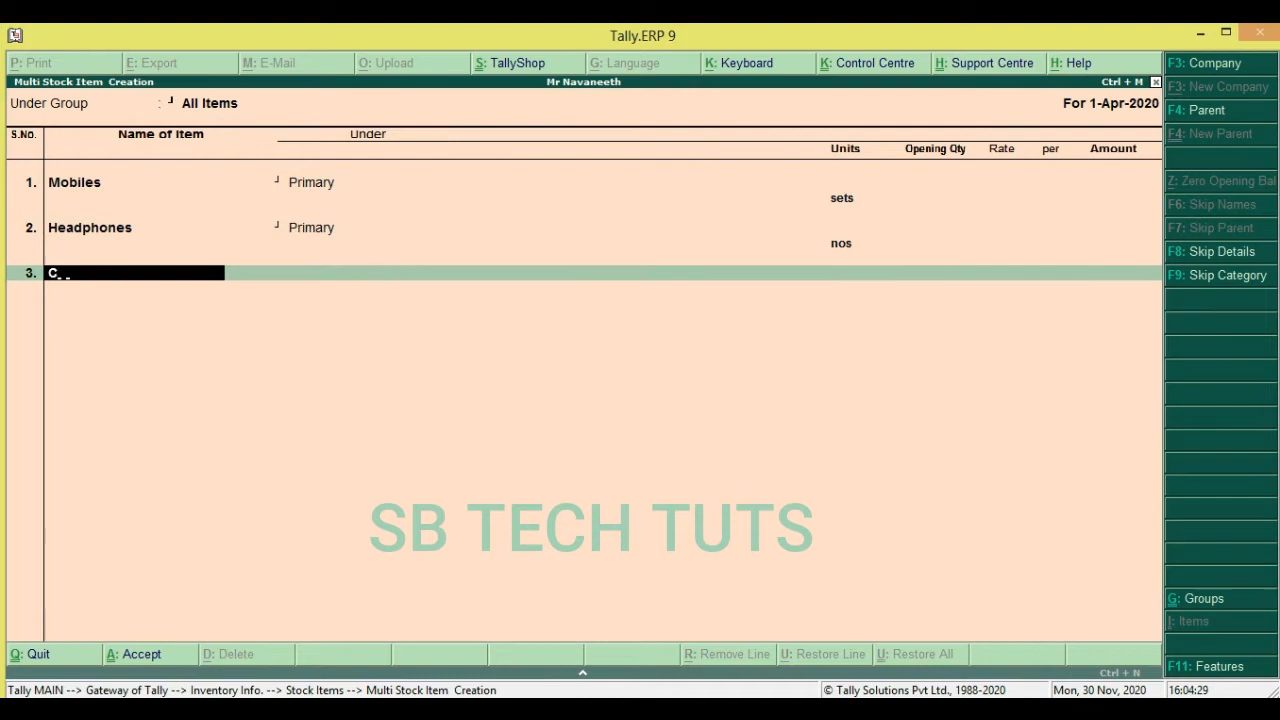 Tally.ERP 9
P: Print E: Export M: E-Mail O: Upload S: TallyShop G: Language K: Keyboard K: Control Centre H: Support Centre H: Help
Multi Stock Item Creation Mr Navaneeth Ctrl + M
Under Group : All Items For 1-Apr-2020
S.No. Name of Item Under
Units Opening Qty Rate per Amount
1. Mobiles Primary
sets
2. Headphones Primary
nos
3. C
SB TECH TUTS
F3: Company
F3: New Company
F4: Parent
F4: New Parent
Z: Zero Opening Bal
F6: Skip Names
F7: Skip Parent
F8: Skip Details
F9: Skip Category
G: Groups
I: Items
F11: Features
Q: Quit A: Accept D: Delete R: Remove Line U: Restore Line U: Restore All
Ctrl + N
Tally MAIN --> Gateway of Tally --> Inventory Info. --> Stock Items --> Multi Stock Item Creation © Tally Solutions Pvt Ltd., 1988-2020 Mon, 30 Nov, 2020 16:04:29